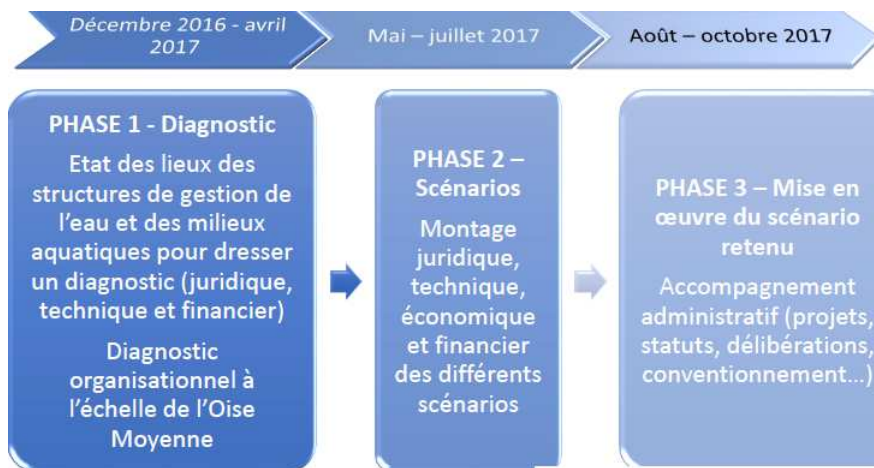 Décembre 2016 - avril
2017
Mai – juillet 2017
Août – octobre 2017
PHASE 1 - Diagnostic
Etat des lieux des
structures de gestion de
l'eau et des milieux
aquatiques pour dresser
un diagnostic (juridique,
technique et financier)
Diagnostic
organisationnel à
l'échelle de l'Oise
Moyenne
PHASE 2 –
Scénarios
Montage
juridique,
technique,
économique
et financier
des différents
scénarios
PHASE 3 – Mise en
œuvre du scénario
retenu
Accompagnement
administratif (projets,
statuts, délibérations,
conventionnement...)